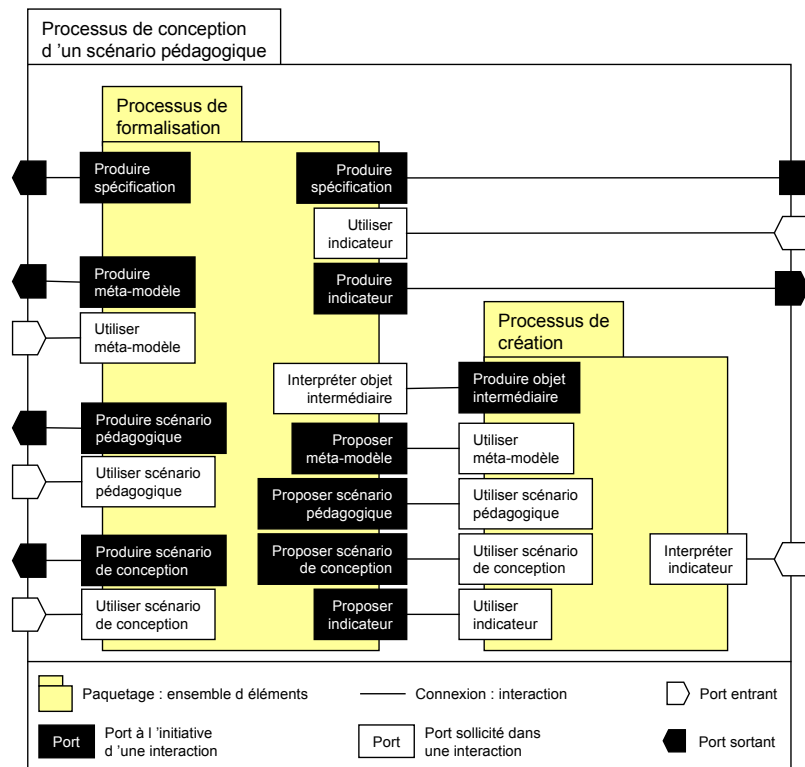 Processus de conception
d ’un scénario pédagogique
Processus de
formalisation
Produire
spécification
Produire
spécification
Utiliser
indicateur
Produire
méta-modèle
Produire
indicateur
Utiliser
méta-modèle
Processus de
création
Interpréter objet
intermédiaire
Produire objet
intermédiaire
Produire scénario
pédagogique
Proposer
méta-modèle
Utiliser
méta-modèle
Utiliser scénario
pédagogique
Proposer scénario
pédagogique
Utiliser scénario
pédagogique
Produire scénario
de conception
Proposer scénario
de conception
Utiliser scénario
de conception
Interpréter
indicateur
Utiliser scénario
de conception
Proposer
indicateur
Utiliser
indicateur
Paquetage : ensemble d éléments
Connexion : interaction
Port entrant
Port
Port à l ’initiative
d ’une interaction
Port
Port sollicité dans
une interaction
Port sortant